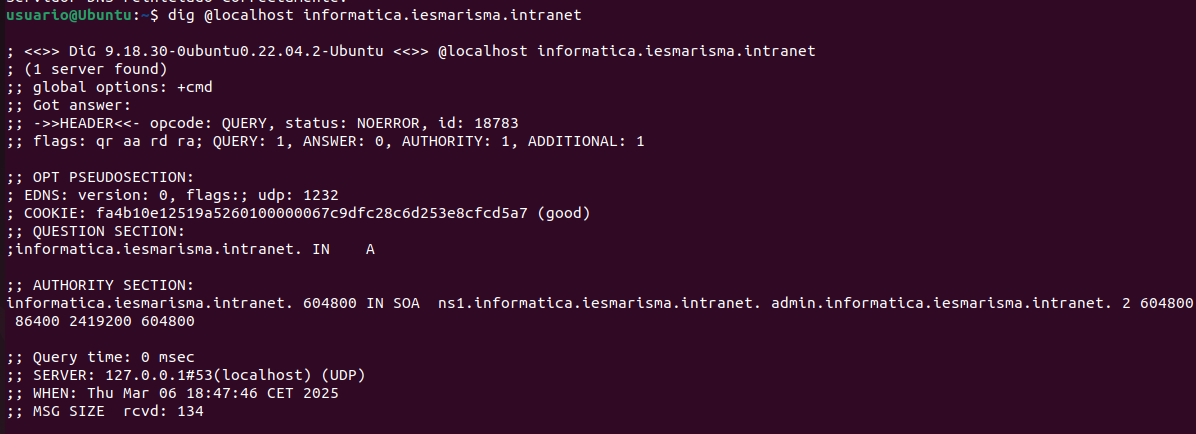 Servidor DNS reiniciado correctamente.
usuario@Ubuntu:~$ dig @localhost informatica.iesmarisma.intranet
; <<>> DiG 9.18.30-0ubuntu0.22.04.2-Ubuntu <<>> @localhost informatica.iesmarisma.intranet
; (1 server found)
;; global options: +cmd
;; Got answer:
;; ->>HEADER<<- opcode: QUERY, status: NOERROR, id: 18783
;; flags: qr aa rd ra; QUERY: 1, ANSWER: 0, AUTHORITY: 1, ADDITIONAL: 1
;; OPT PSEUDOSECTION:
; EDNS: version: 0, flags:; udp: 1232
; COOKIE: fa4b10e12519a5260100000067c9dfc28c6d253e8cfcd5a7 (good)
;; QUESTION SECTION:
;informatica.iesmarisma.intranet. IN    A
;; AUTHORITY SECTION:
informatica.iesmarisma.intranet. 604800 IN SOA  ns1.informatica.iesmarisma.intranet. admin.informatica.iesmarisma.intranet. 2 604800
86400 2419200 604800
;; Query time: 0 msec
;; SERVER: 127.0.0.1#53(localhost) (UDP)
;; WHEN: Thu Mar 06 18:47:46 CET 2025
;; MSG SIZE  rcvd: 134